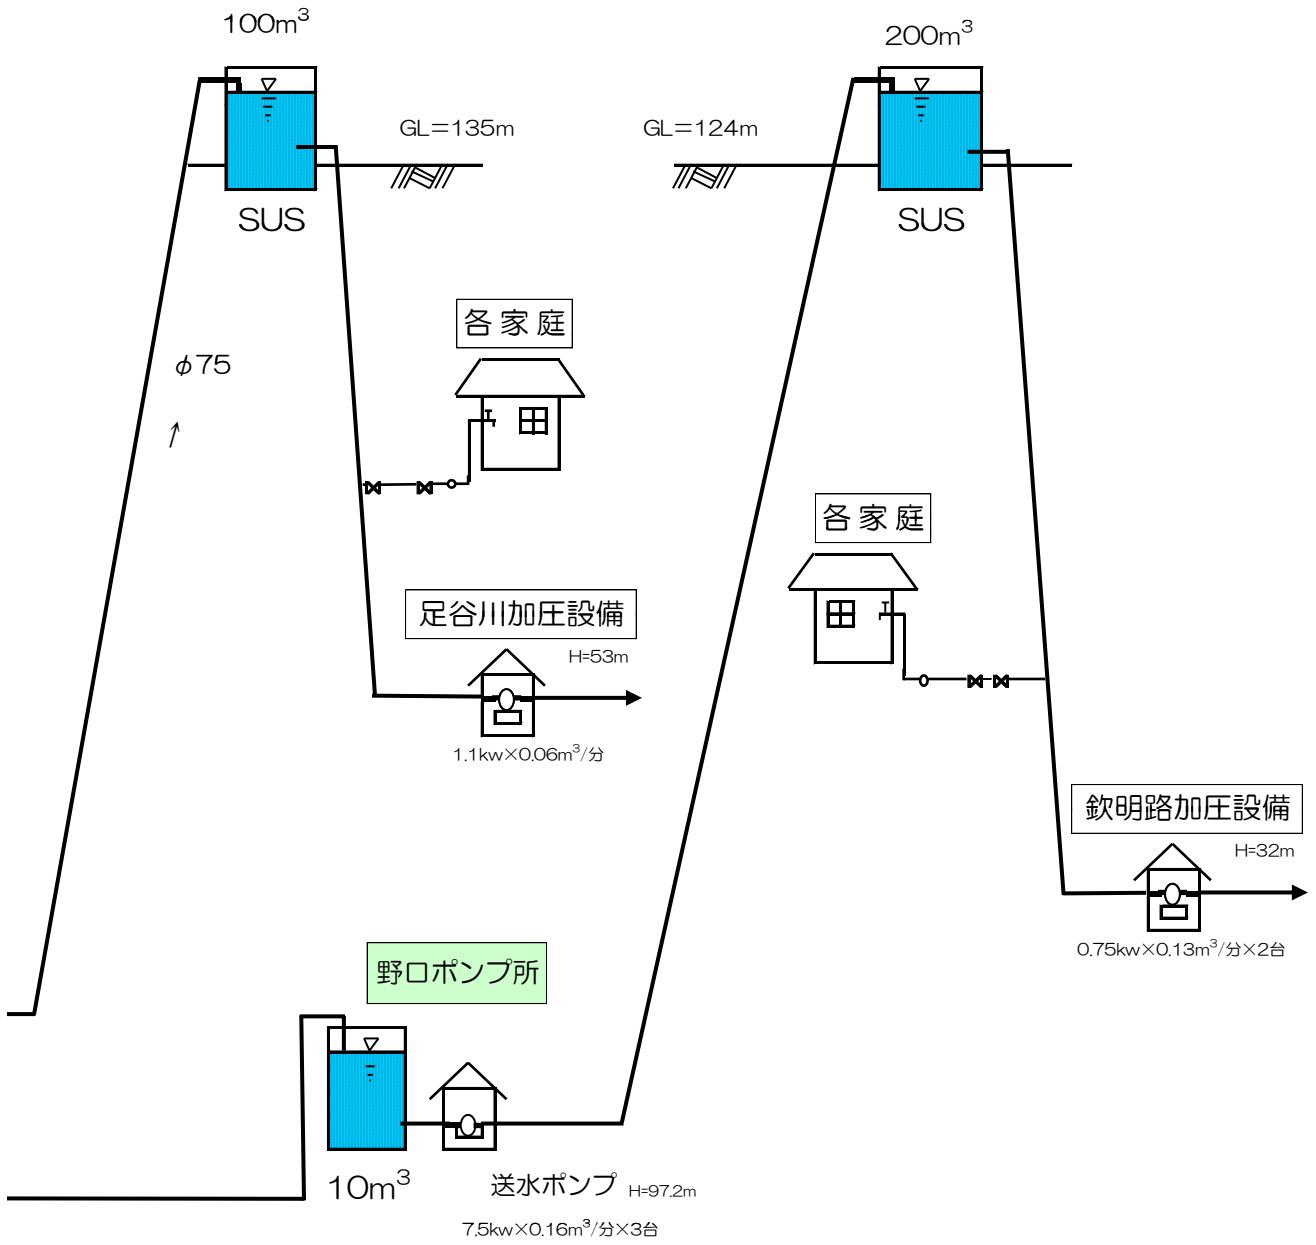 100m³
200m³
GL＝135m
GL＝124m
SUS
SUS
各家庭
φ75
各家庭
足谷川加圧設備
H=53m
1.1kw×0.06m³/分
欽明路加圧設備
H=32m
0.75kw×0.13m³/分×2台
野口ポンプ所
10m³
送水ポンプ H=97.2m
7.5kw×0.16m³/分×3台